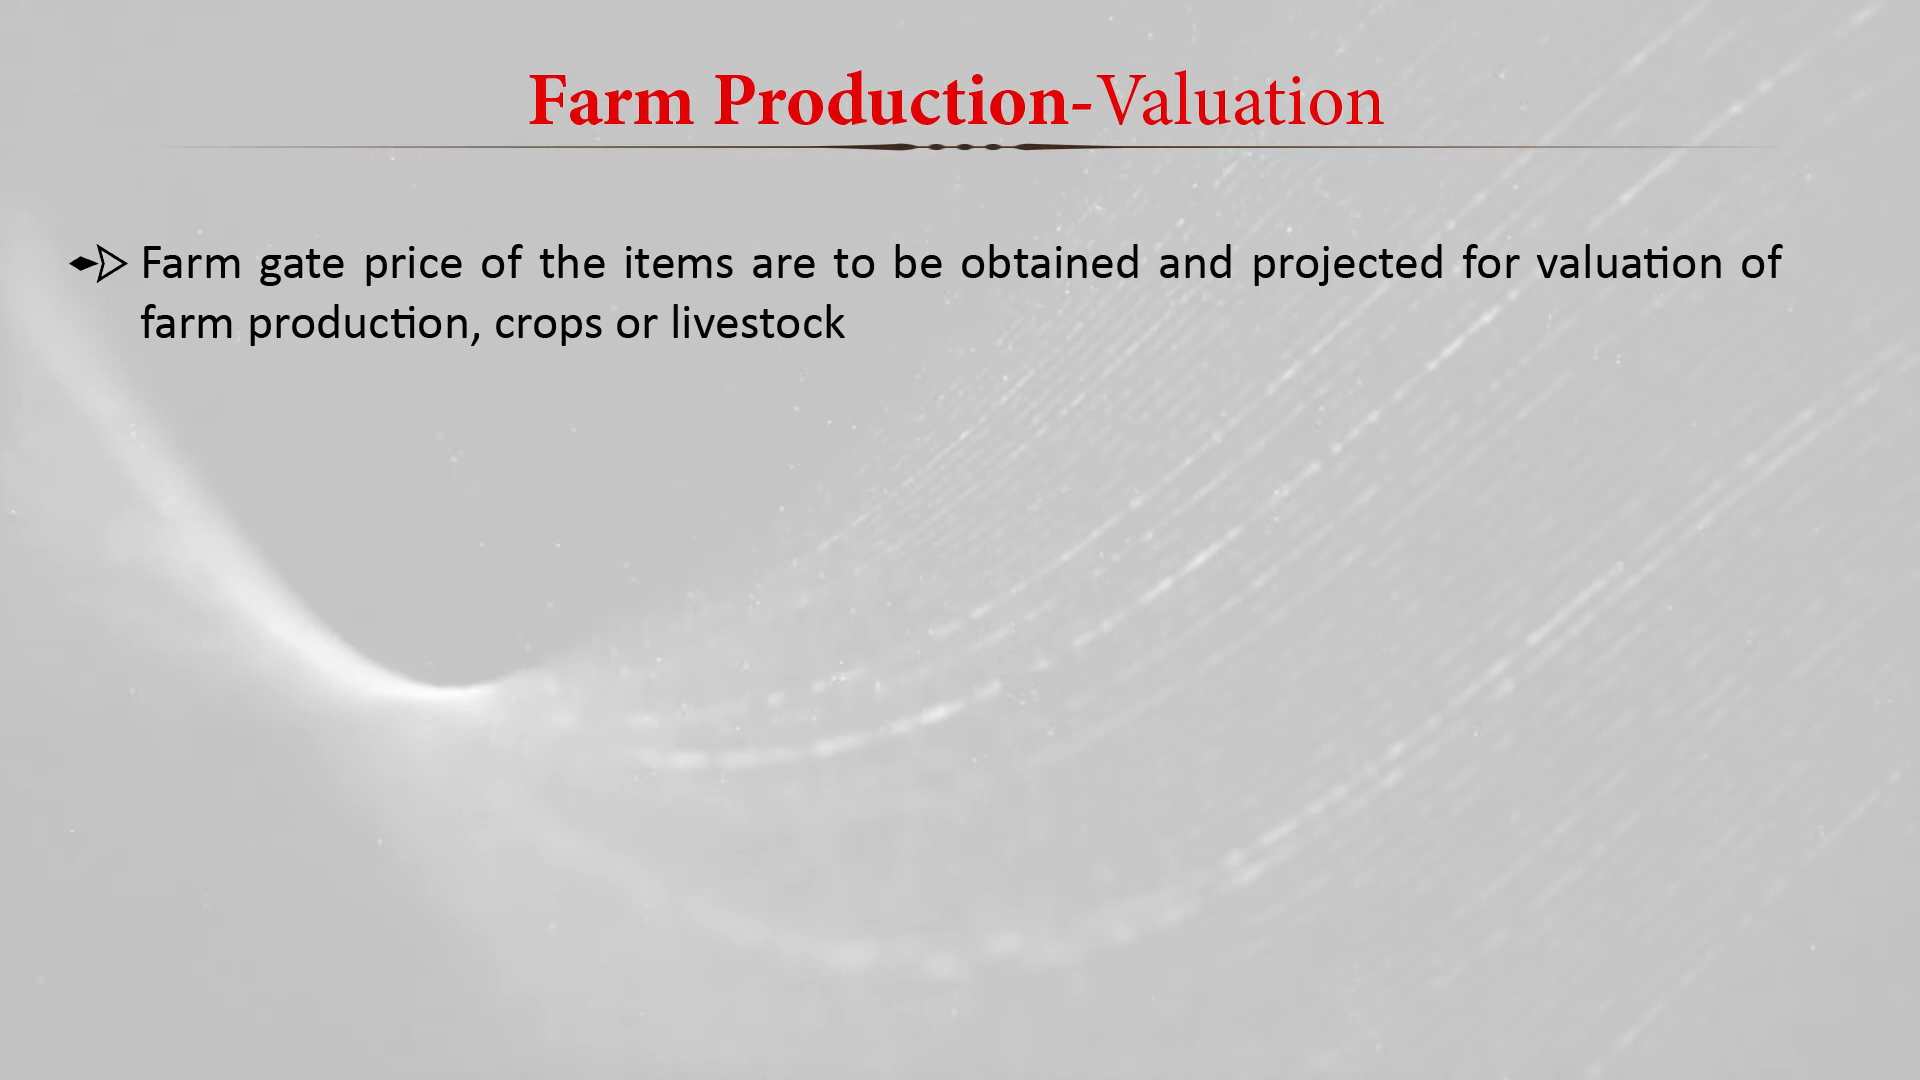 Farm Production-Valuation
Farm gate price of the items are to be obtained and projected for valuation of
farm production, crops or livestock